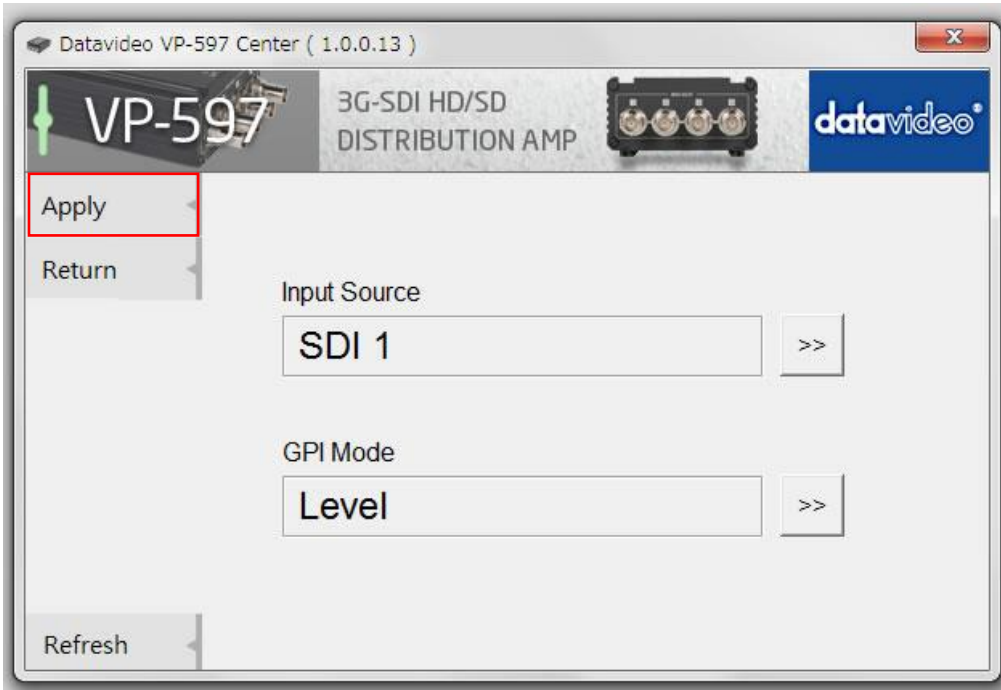 Datavideo VP-597 Center ( 1.0.0.13 )
x
VP-597
3G-SDI HD/SD
DISTRIBUTION AMP
datavideo®
Apply
Return
Input Source
SDI 1
>>
GPI Mode
Level
>>
Refresh